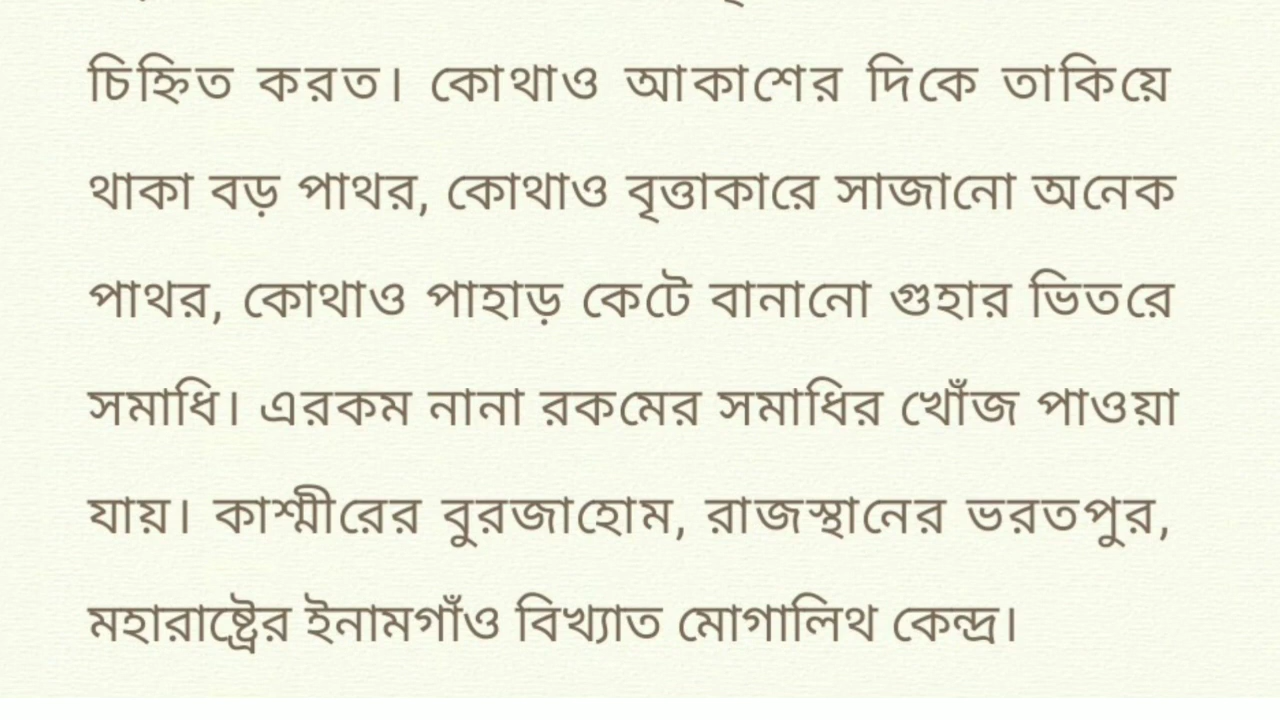 চিহ্নিত করত। কোথাও আকাশের দিকে তাকিয়ে
থাকা বড় পাথর, কোথাও বৃত্তাকারে সাজানো অনেক
পাথর, কোথাও পাহাড় কেটে বানানো গুহার ভিতরে
সমাধি। এরকম নানা রকমের সমাধির খোঁজ পাওয়া
যায়। কাশ্মীরের বুরজাহোম, রাজস্থানের ভরতপুর,
মহারাষ্ট্রের ইনামগাঁও বিখ্যাত মোগালিথ কেন্দ্র।